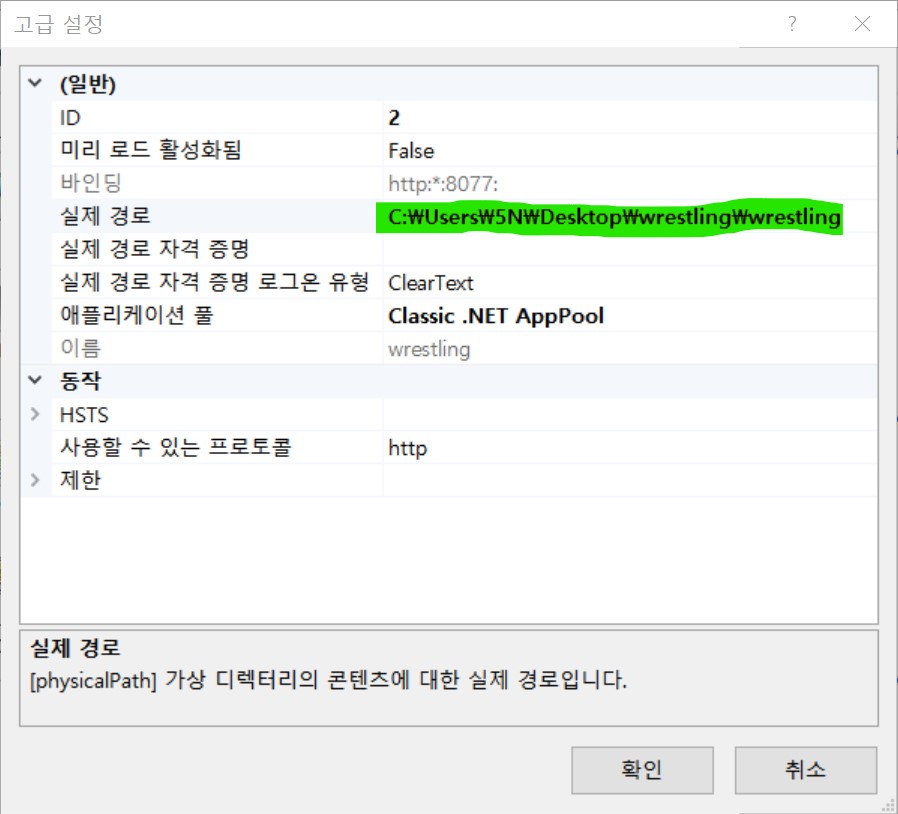 고급 설정
(일반)
ID 2
미리 로드 활성화됨 False
바인딩 http:*:8077:
실제 경로 C:₩Users₩5N₩Desktop₩wrestling₩wrestling
실제 경로 자격 증명
실제 경로 자격 증명 로그온 유형 ClearText
애플리케이션 풀 Classic .NET AppPool
이름 wrestling
동작
HSTS
사용할 수 있는 프로토콜 http
제한
실제 경로
[physicalPath] 가상 디렉터리의 콘텐츠에 대한 실제 경로입니다.
확인 취소